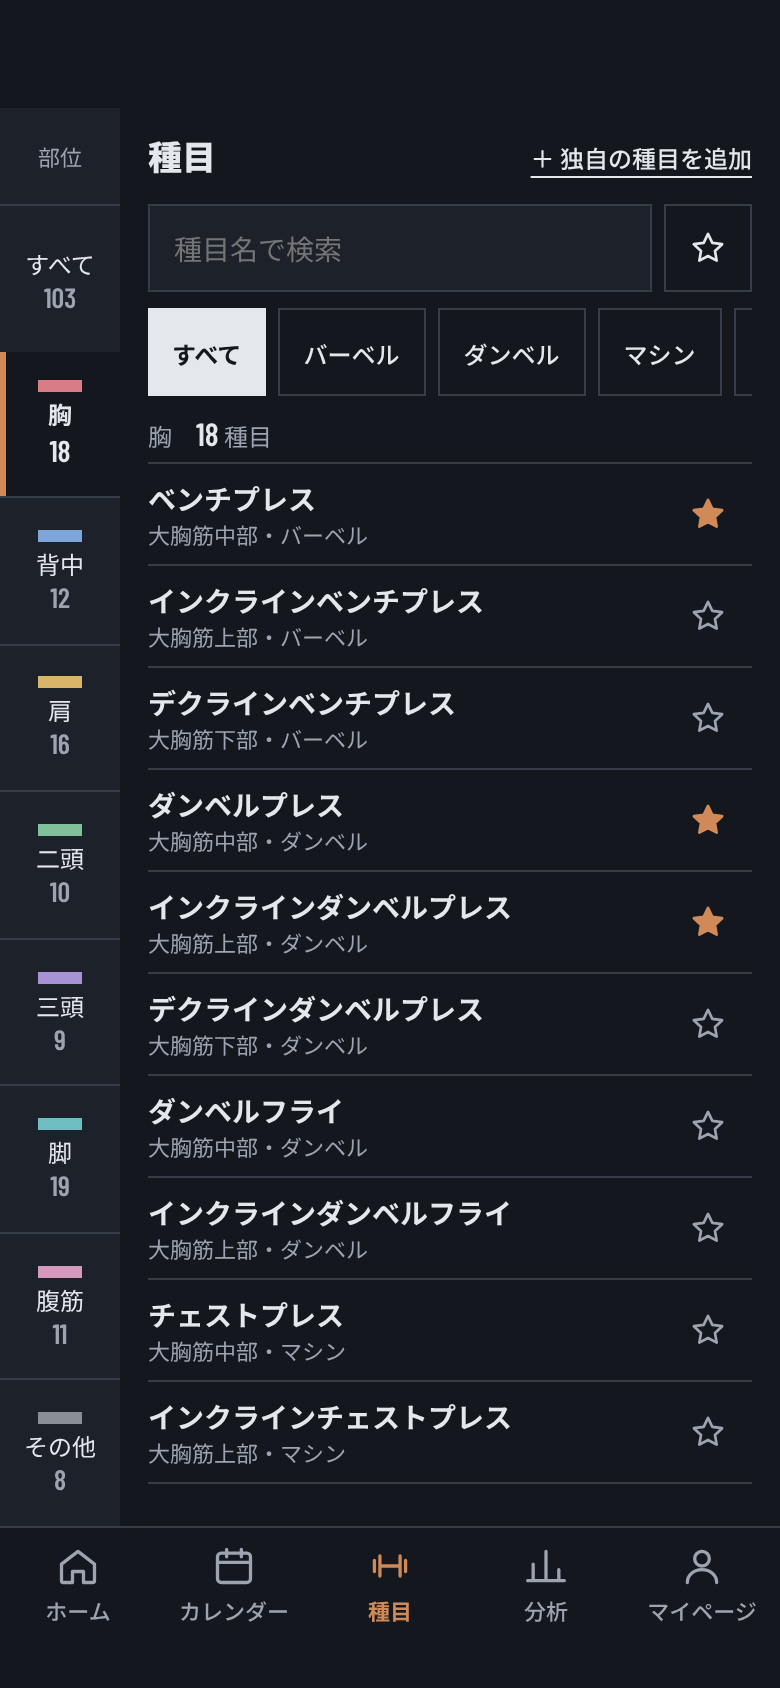 部位
すべて
103
胸
18
背中
12
肩
16
二頭
10
三頭
9
脚
19
腹筋
11
その他
8
種目
＋ 独自の種目を追加
種目名で検索
すべて バーベル ダンベル マシン
胸 18 種目
ベンチプレス
大胸筋中部・バーベル
インクラインベンチプレス
大胸筋上部・バーベル
デクラインベンチプレス
大胸筋下部・バーベル
ダンベルプレス
大胸筋中部・ダンベル
インクラインダンベルプレス
大胸筋上部・ダンベル
デクラインダンベルプレス
大胸筋下部・ダンベル
ダンベルフライ
大胸筋中部・ダンベル
インクラインダンベルフライ
大胸筋上部・ダンベル
チェストプレス
大胸筋中部・マシン
インクラインチェストプレス
大胸筋上部・マシン
ホーム カレンダー 種目 分析 マイページ